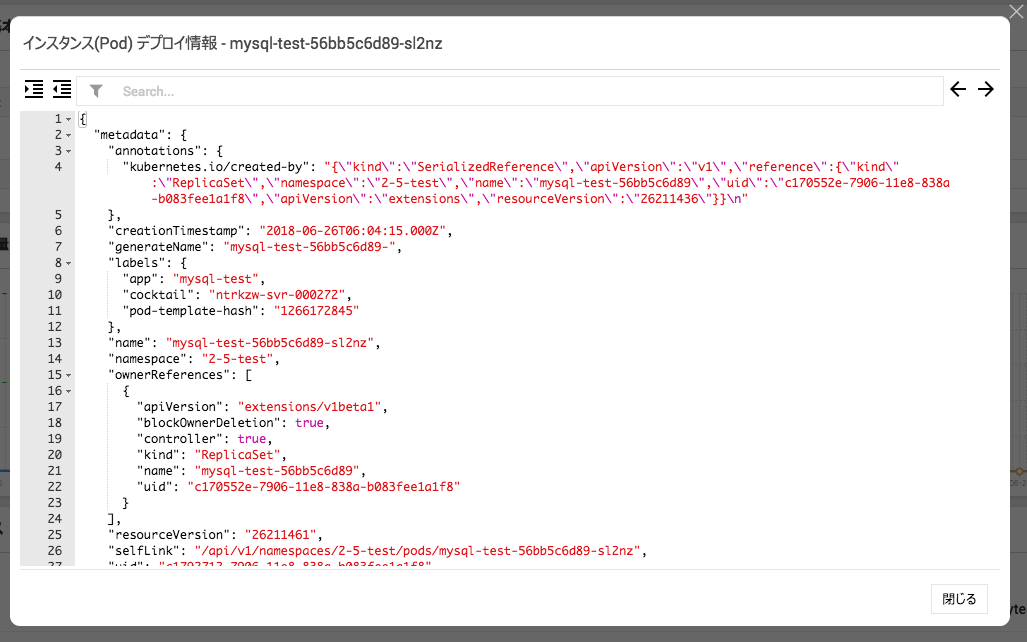 インスタンス(Pod) デプロイ情報 - mysql-test-56bb5c6d89-sl2nz
Search...
1 {
2 "metadata": {
3 "annotations": {
4 "kubernetes.io/created-by": "{\"kind\":\"SerializedReference\",\"apiVersion\":\"v1\",\"reference\":{\"kind\"
:\"ReplicaSet\",\"namespace\":\"2-5-test\",\"name\":\"mysql-test-56bb5c6d89\",\"uid\":\"c170552e-7906-11e8-838a
-b083fee1a1f8\",\"apiVersion\":\"extensions\",\"resourceVersion\":\"26211436\"}}\n"
5 },
6 "creationTimestamp": "2018-06-26T06:04:15.000Z",
7 "generateName": "mysql-test-56bb5c6d89-",
8 "labels": {
9 "app": "mysql-test",
10 "cocktail": "ntrkzw-svr-000272",
11 "pod-template-hash": "1266172845"
12 },
13 "name": "mysql-test-56bb5c6d89-sl2nz",
14 "namespace": "2-5-test",
15 "ownerReferences": [
16 {
17 "apiVersion": "extensions/v1beta1",
18 "blockOwnerDeletion": true,
19 "controller": true,
20 "kind": "ReplicaSet",
21 "name": "mysql-test-56bb5c6d89",
22 "uid": "c170552e-7906-11e8-838a-b083fee1a1f8"
23 }
24 ],
25 "resourceVersion": "26211461",
26 "selfLink": "/api/v1/namespaces/2-5-test/pods/mysql-test-56bb5c6d89-sl2nz",
27 "uid": "c1792712-7906-11e8-838a-b083fee1a1f8"
閉じる